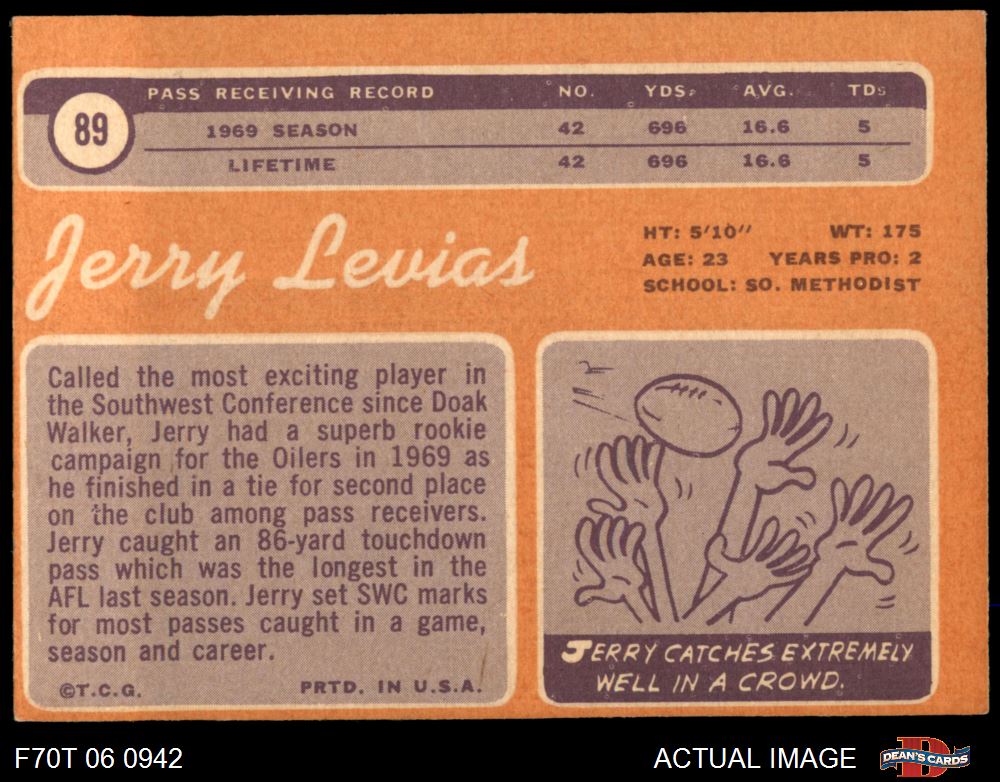 89
PASS RECEIVING RECORD NO. YDS. AVG. TDs
1969 SEASON 42 696 16.6 5
LIFETIME 42 696 16.6 5
Jerry Levias
HT: 5'10" WT: 175
AGE: 23 YEARS PRO: 2
SCHOOL: SO. METHODIST
Called the most exciting player in
the Southwest Conference since Doak
Walker, Jerry had a superb rookie
campaign for the Oilers in 1969 as
he finished in a tie for second place
on the club among pass receivers.
Jerry caught an 86-yard touchdown
pass which was the longest in the
AFL last season. Jerry set SWC marks
for most passes caught in a game,
season and career.
©T.C.G. PRTD. IN U.S.A.
JERRY CATCHES EXTREMELY
WELL IN A CROWD.
F70T 06 0942
ACTUAL IMAGE
D
DEAN'S CARDS